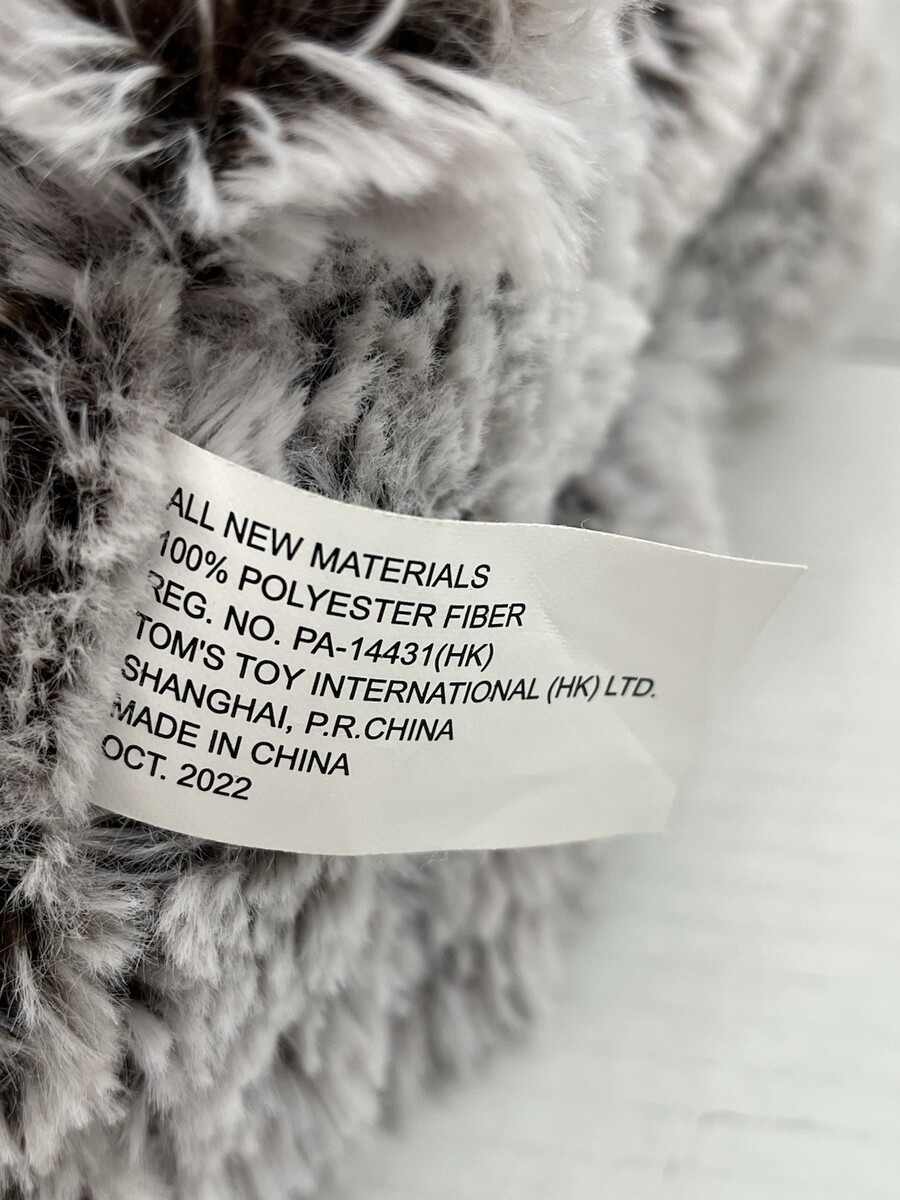 ALL NEW MATERIALS
100% POLYESTER FIBER
REG. NO. PA-14431(HK)
TOM'S TOY INTERNATIONAL (HK) LTD.
SHANGHAI, P.R.CHINA
MADE IN CHINA
OCT. 2022